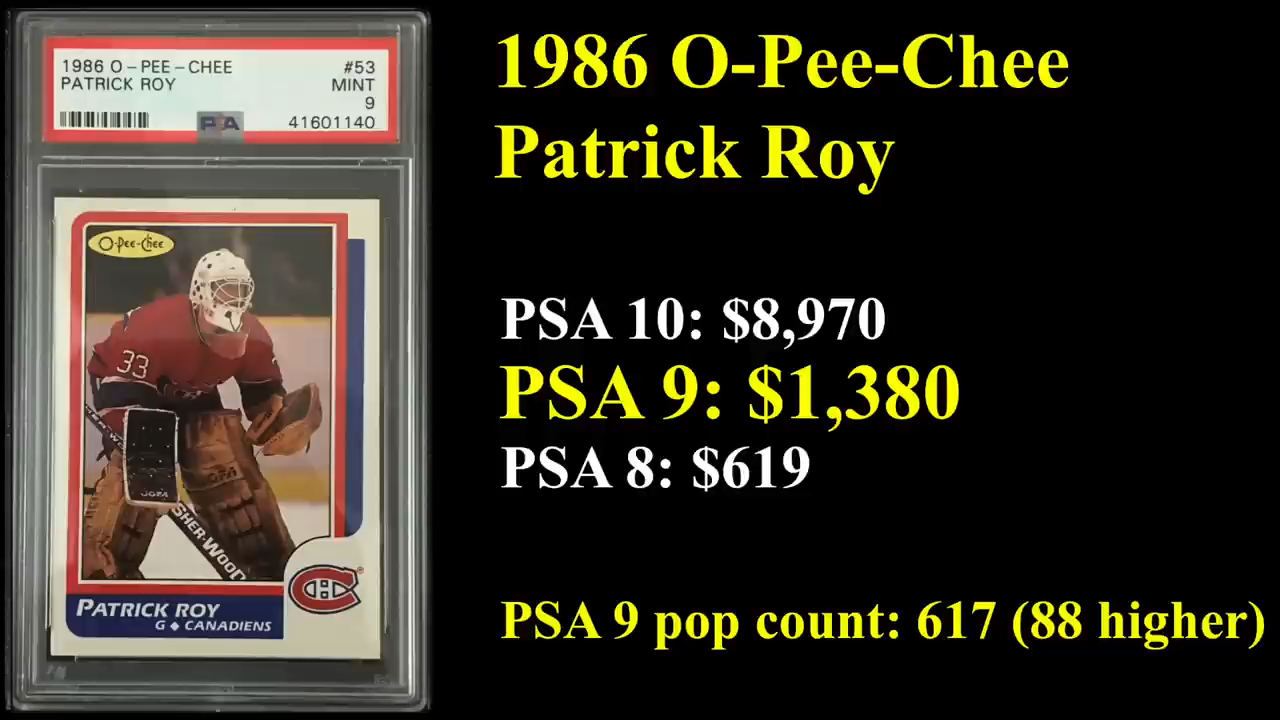 1986 O-PEE-CHEE #53
PATRICK ROY MINT
9
PSA 41601140
O-Pee-Chee
33
JOFA
SHER-WOOD
PATRICK ROY
G ◆ CANADIENS
1986 O-Pee-Chee
Patrick Roy
PSA 10: $8,970
PSA 9: $1,380
PSA 8: $619
PSA 9 pop count: 617 (88 higher)